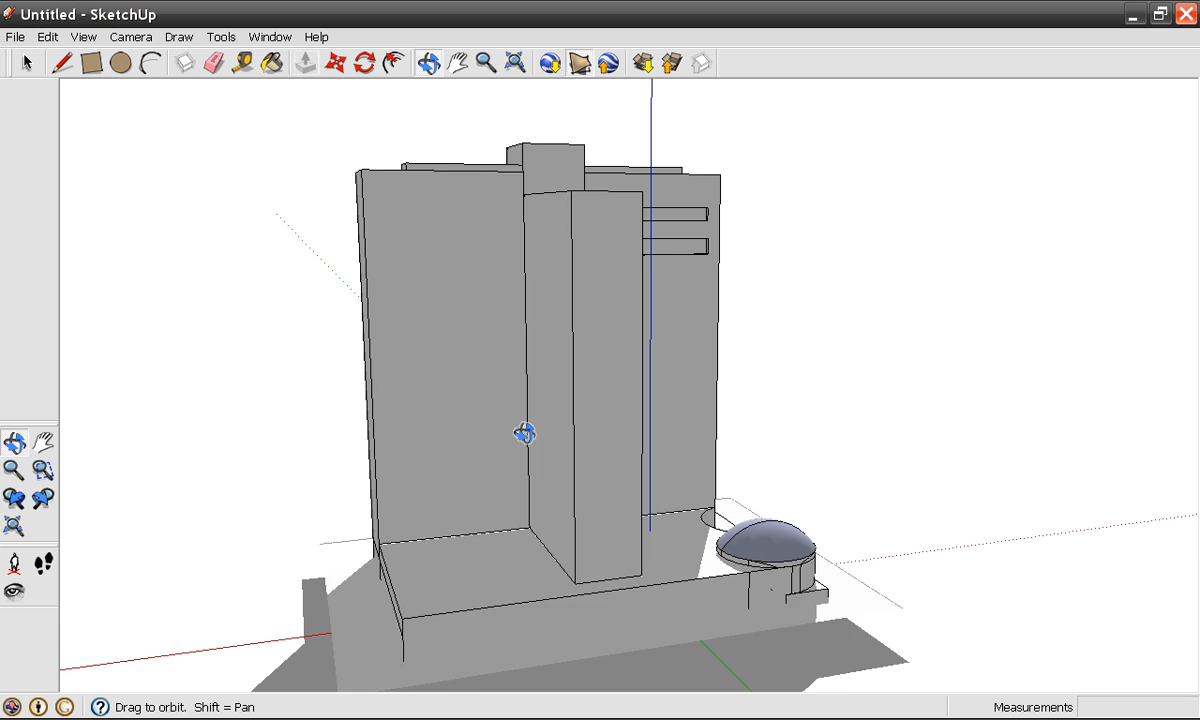 Untitled - SketchUp
File Edit View Camera Draw Tools Window Help
Drag to orbit. Shift = Pan
Measurements